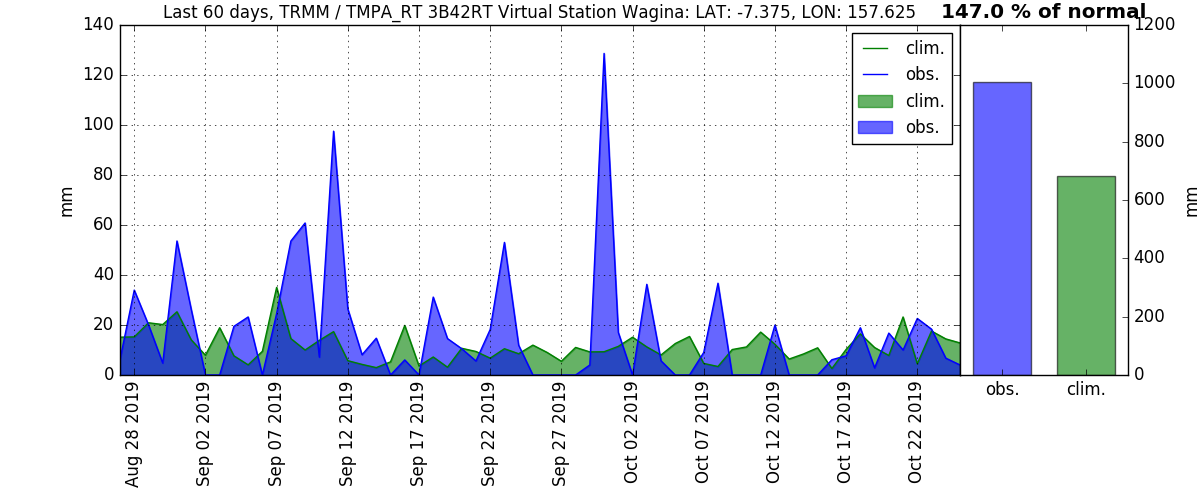 Last 60 days, TRMM / TMPA_RT 3B42RT Virtual Station Wagina: LAT: -7.375, LON: 157.625
147.0 % of normal
140
120
100
80
60
40
20
0
mm
clim.
obs.
clim.
obs.
Aug 28 2019
Sep 02 2019
Sep 07 2019
Sep 12 2019
Sep 17 2019
Sep 22 2019
Sep 27 2019
Oct 02 2019
Oct 07 2019
Oct 12 2019
Oct 17 2019
Oct 22 2019
1200
1000
800
600
400
200
0
mm
obs.
clim.